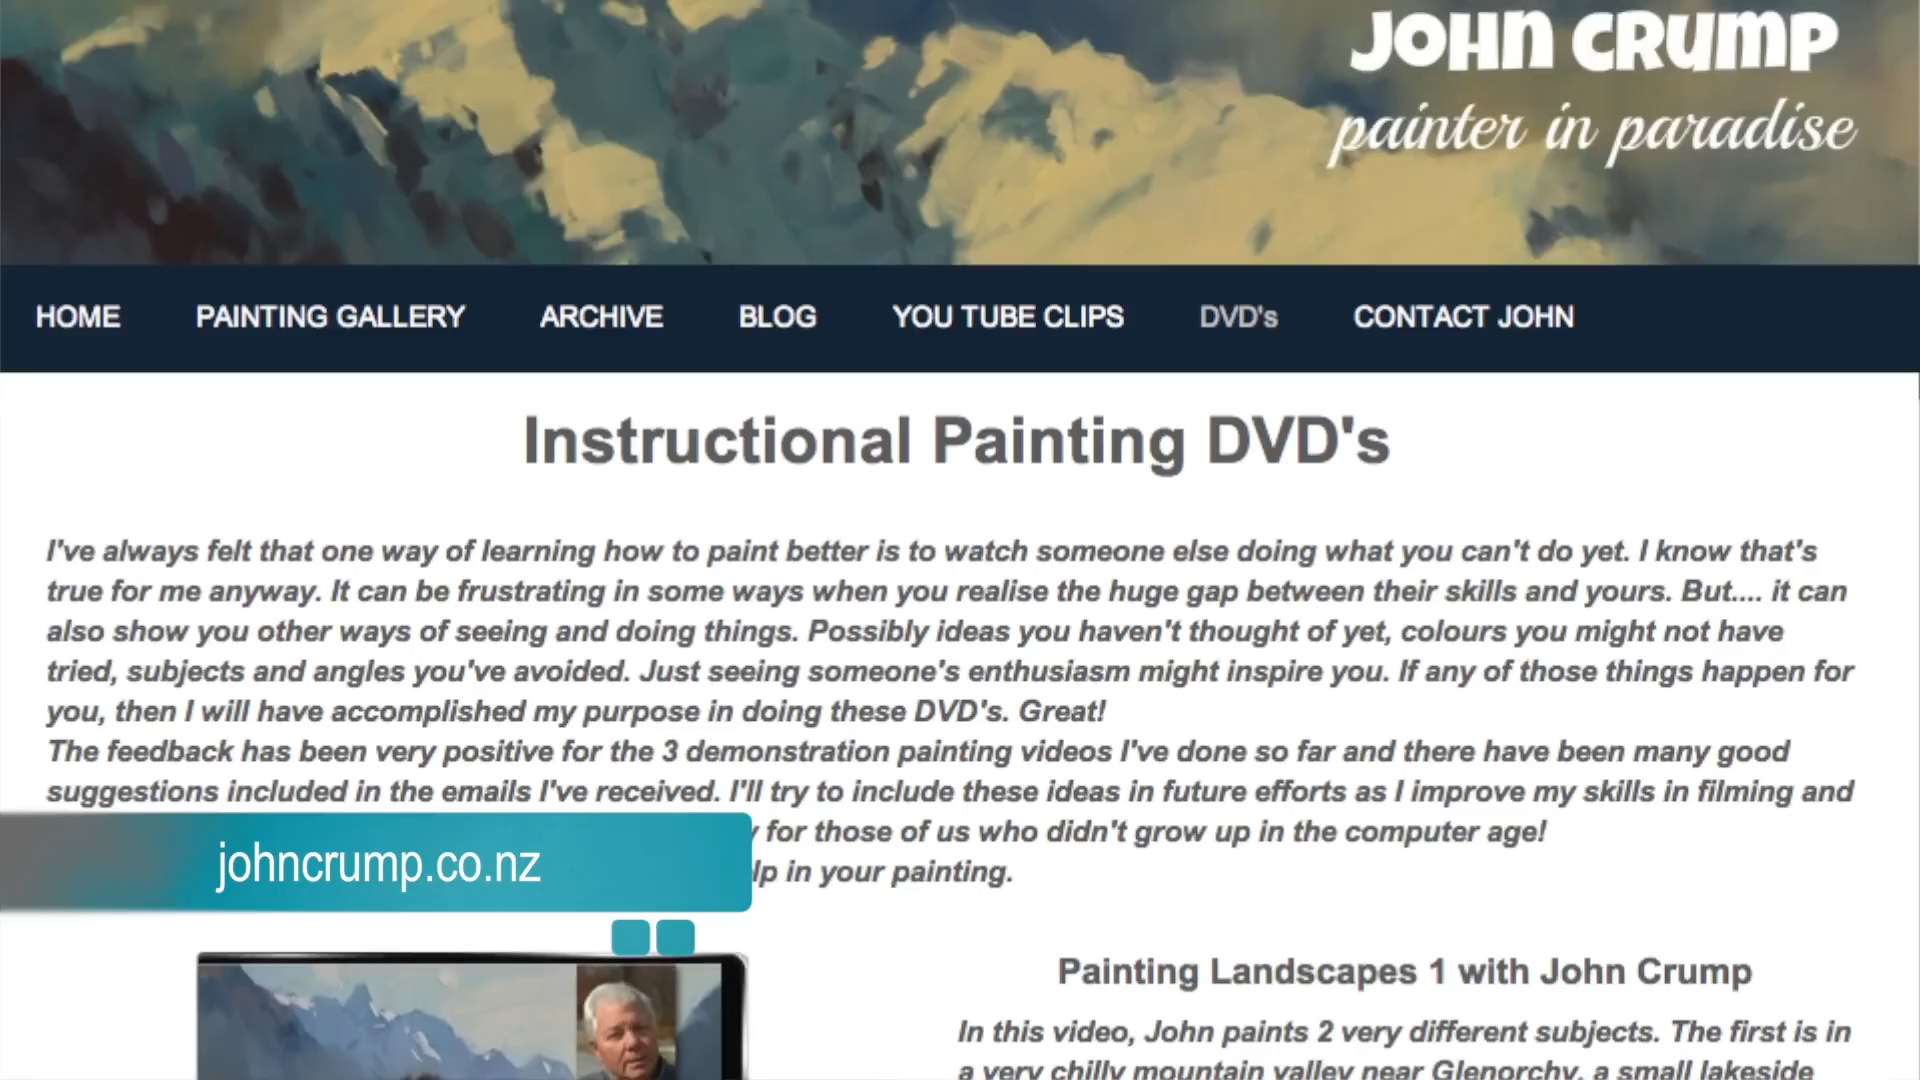 JOHN CRUMP
painter in paradise
HOME PAINTING GALLERY ARCHIVE BLOG YOU TUBE CLIPS DVD's CONTACT JOHN
Instructional Painting DVD's
I've always felt that one way of learning how to paint better is to watch someone else doing what you can't do yet. I know that's
true for me anyway. It can be frustrating in some ways when you realise the huge gap between their skills and yours. But.... it can
also show you other ways of seeing and doing things. Possibly ideas you haven't thought of yet, colours you might not have
tried, subjects and angles you've avoided. Just seeing someone's enthusiasm might inspire you. If any of those things happen for
you, then I will have accomplished my purpose in doing these DVD's. Great!
The feedback has been very positive for the 3 demonstration painting videos I've done so far and there have been many good
suggestions included in the emails I've received. I'll try to include these ideas in future efforts as I improve my skills in filming and
for those of us who didn't grow up in the computer age!
in your painting.
johncrump.co.nz
Painting Landscapes 1 with John Crump
In this video, John paints 2 very different subjects. The first is in
a very chilly mountain valley near Glenorchy, a small lakeside